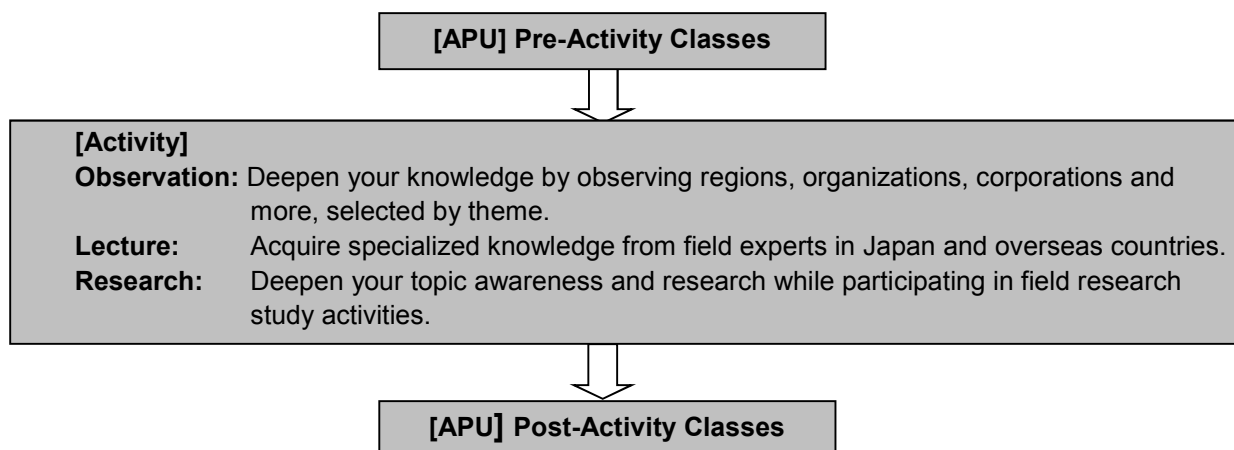 [APU] Pre-Activity Classes
[Activity]
Observation: Deepen your knowledge by observing regions, organizations, corporations and
more, selected by theme.
Lecture: Acquire specialized knowledge from field experts in Japan and overseas countries.
Research: Deepen your topic awareness and research while participating in field research
study activities.
[APU] Post-Activity Classes